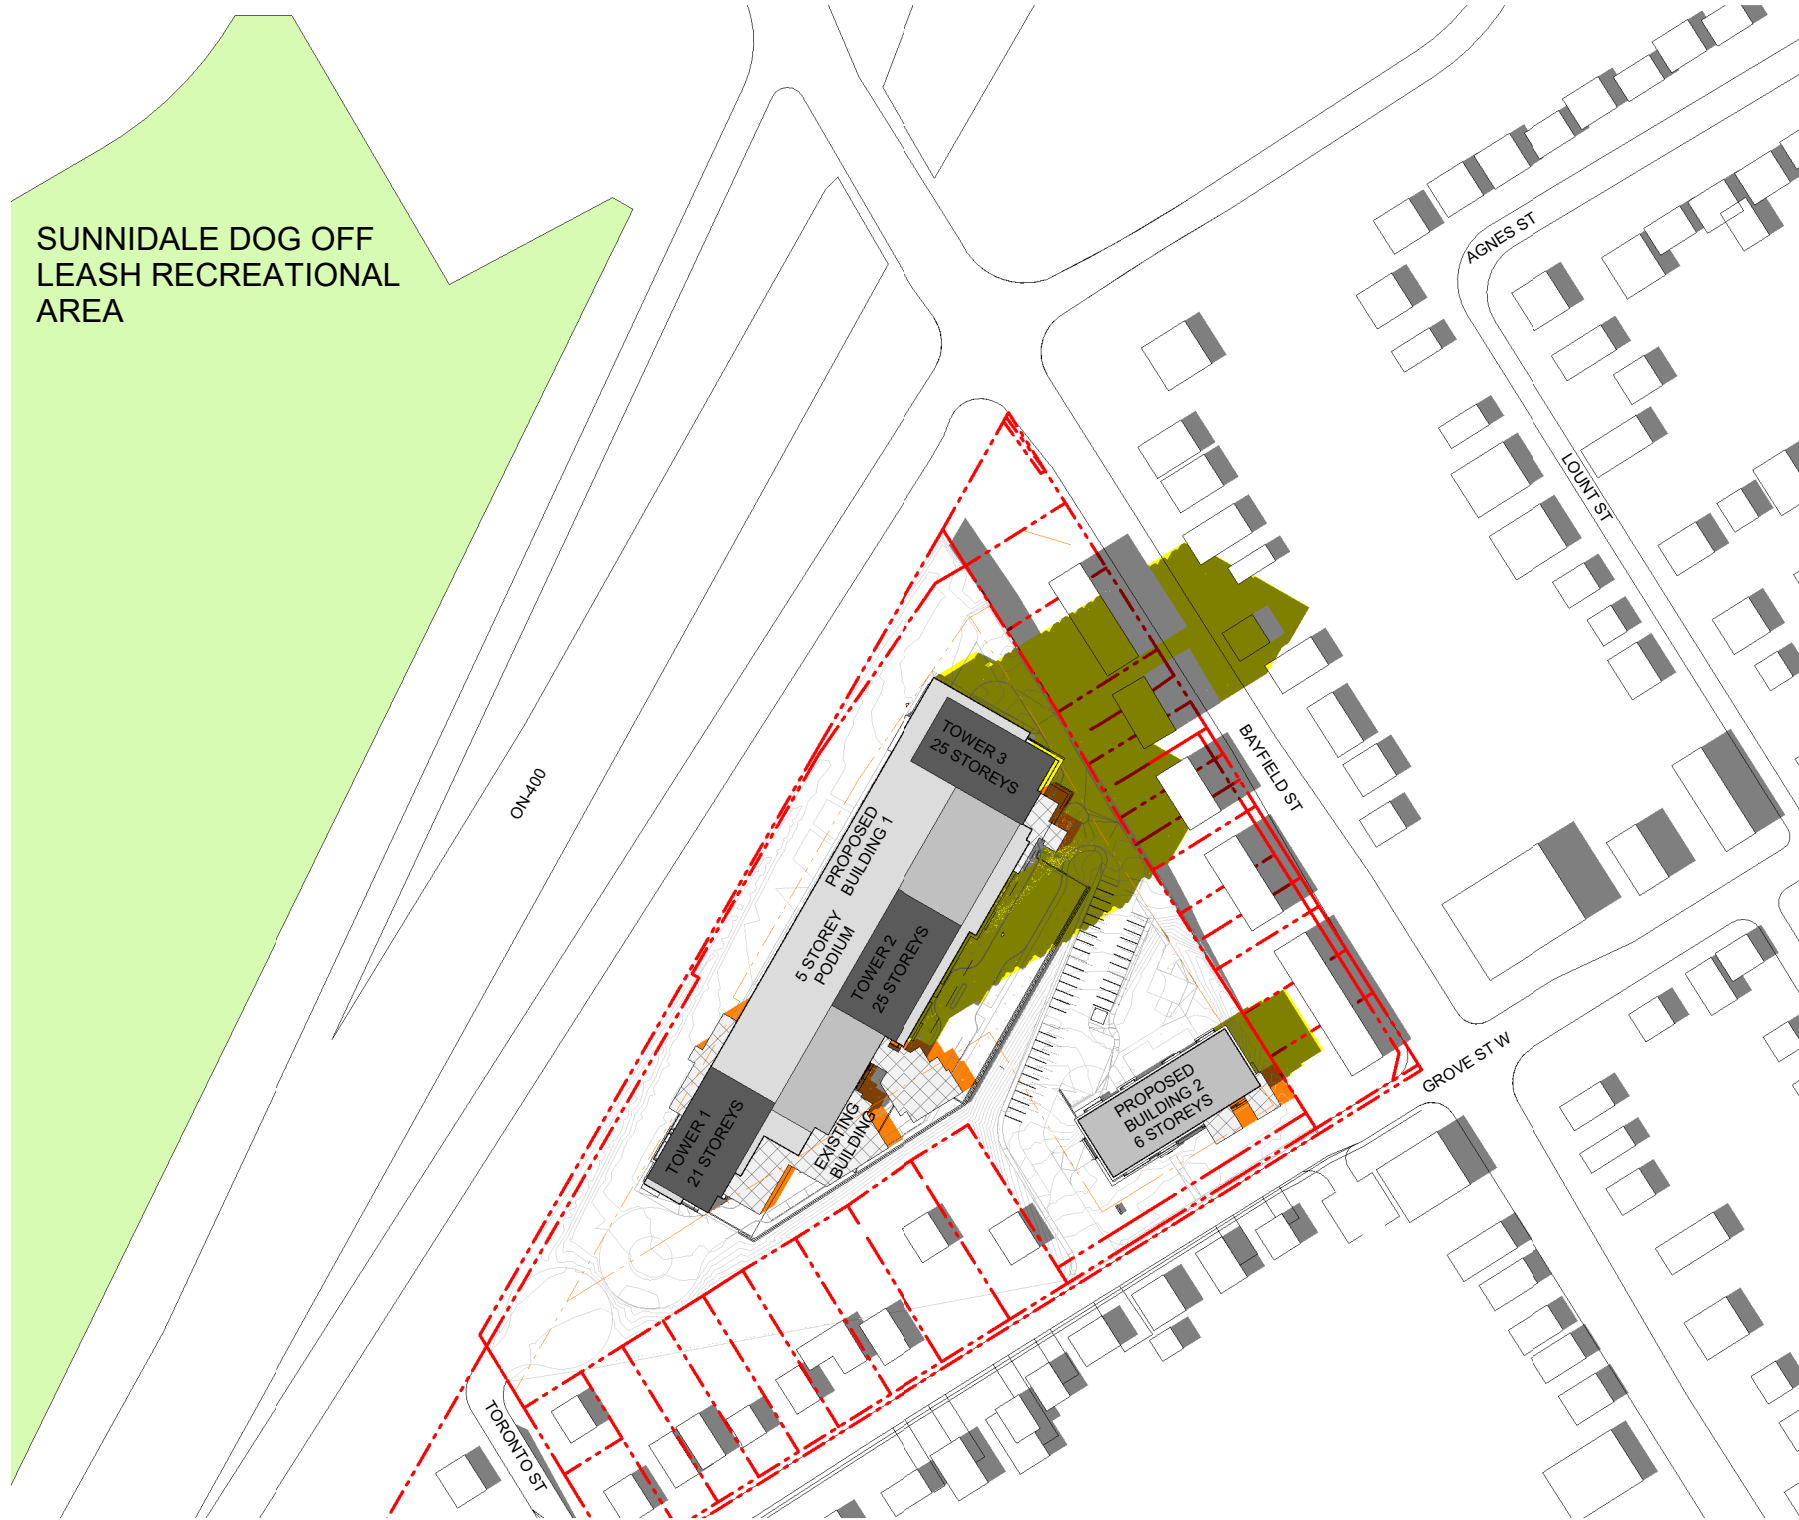 SUNNIDALE DOG OFF
LEASH RECREATIONAL
AREA
AGNES ST
LOUNT ST
BAYFIELD ST
ON-400
TOWER 3
25 STOREYS
PROPOSED
BUILDING 1
5 STOREY
PODIUM
TOWER 2
25 STOREYS
TOWER 1
21 STOREYS
EXISTING
BUILDING
PROPOSED
BUILDING 2
6 STOREYS
GROVE ST W
TORONTO ST